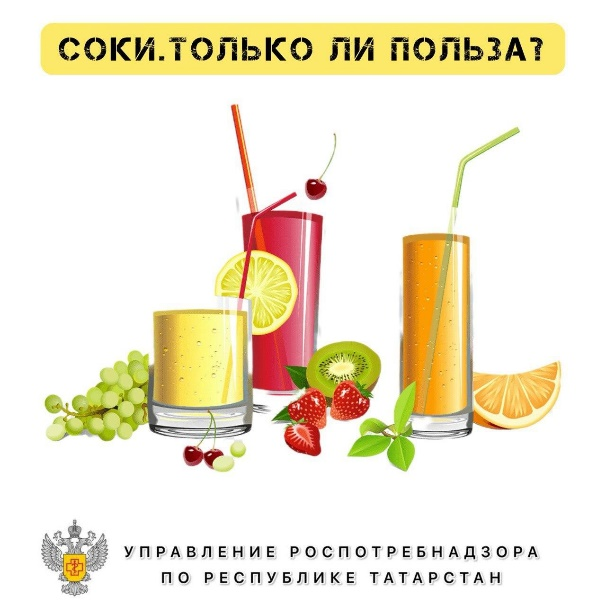 СОКИ.ТОЛЬКО ЛИ ПОЛЬЗА?
УПРАВЛЕНИЕ РОСПОТРЕБНАДЗОРА
ПО РЕСПУБЛИКЕ ТАТАРСТАН